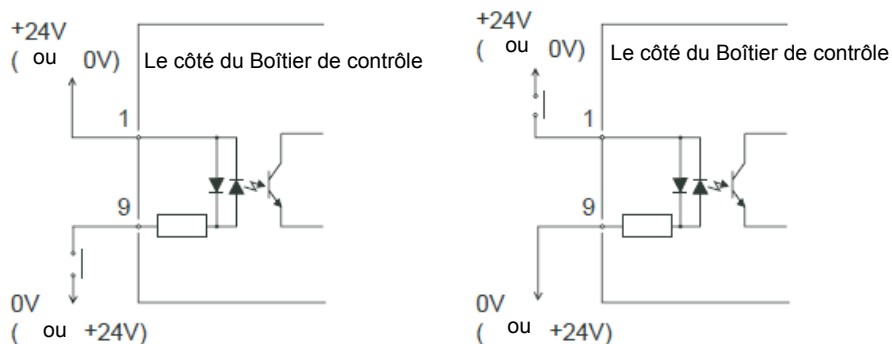 +24V
( ou 0V)
Le côté du Boîtier de contrôle
1
9
0V
( ou +24V)
+24V
( ou 0V)
Le côté du Boîtier de contrôle
1
9
0V
( ou +24V)